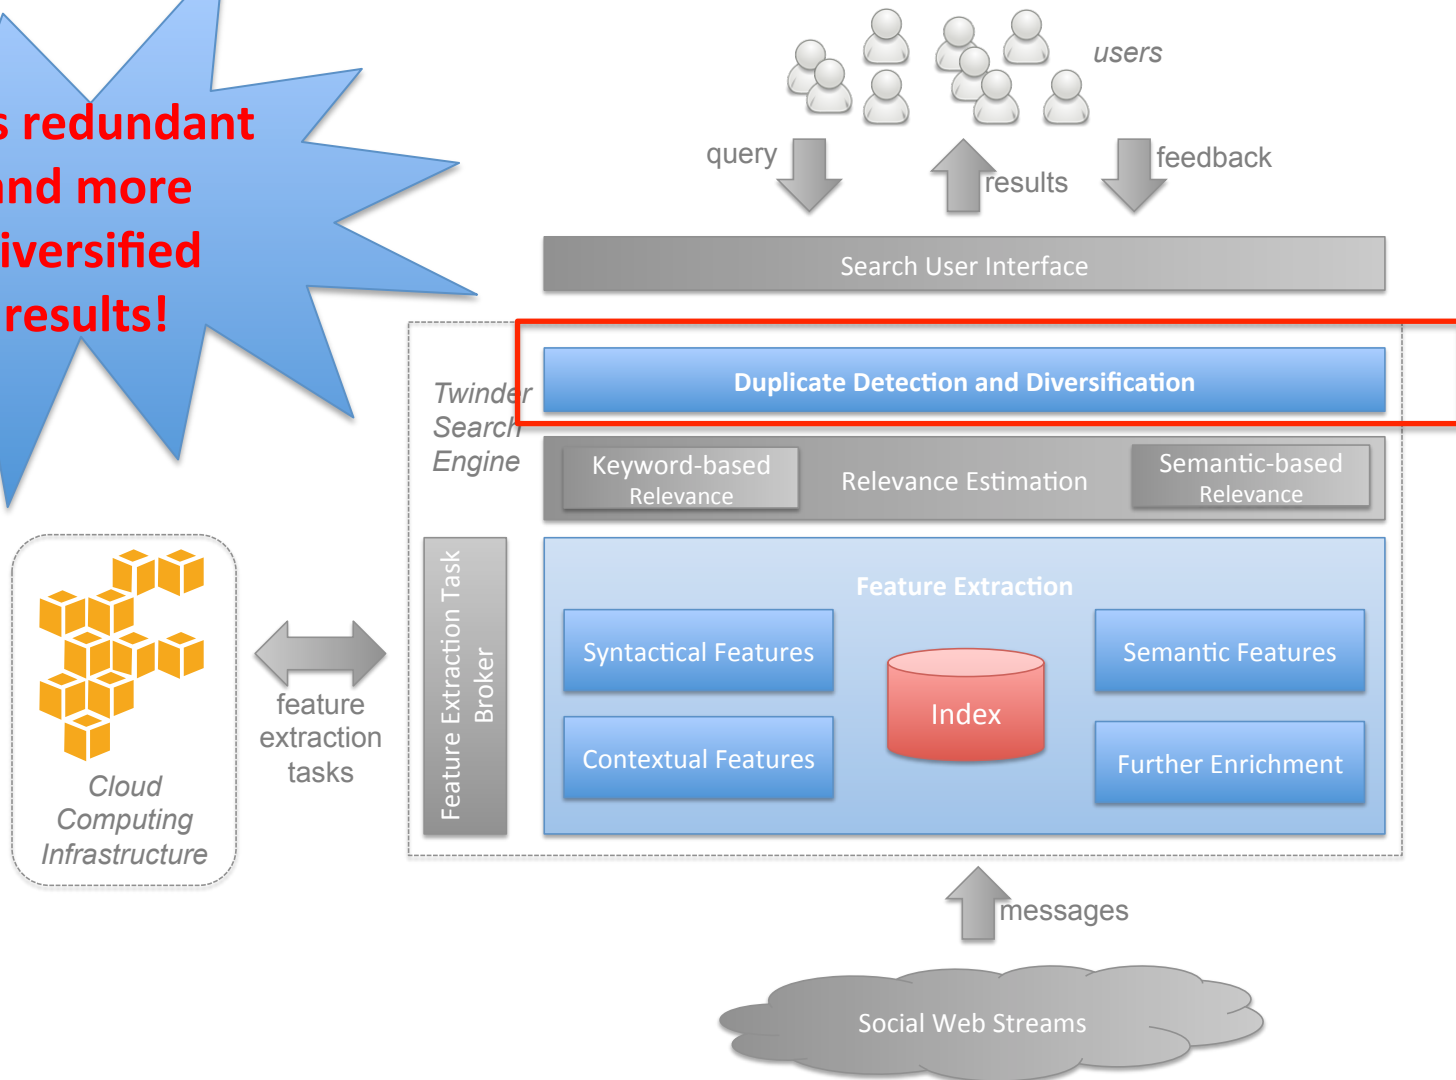 users
query
results
feedback
redundant
and more
results!
Search User Interface
Twinder
Search
Engine
Duplicate Detection and Diversification
Keyword-based
Relevance
Relevance Estimation
Semantic-based
Relevance
Feature Extraction Task
Broker
Feature Extraction
Syntactical Features
Semantic Features
Index
Contextual Features
Further Enrichment
feature
extraction
tasks
Cloud
Computing
Infrastructure
messages
Social Web Streams